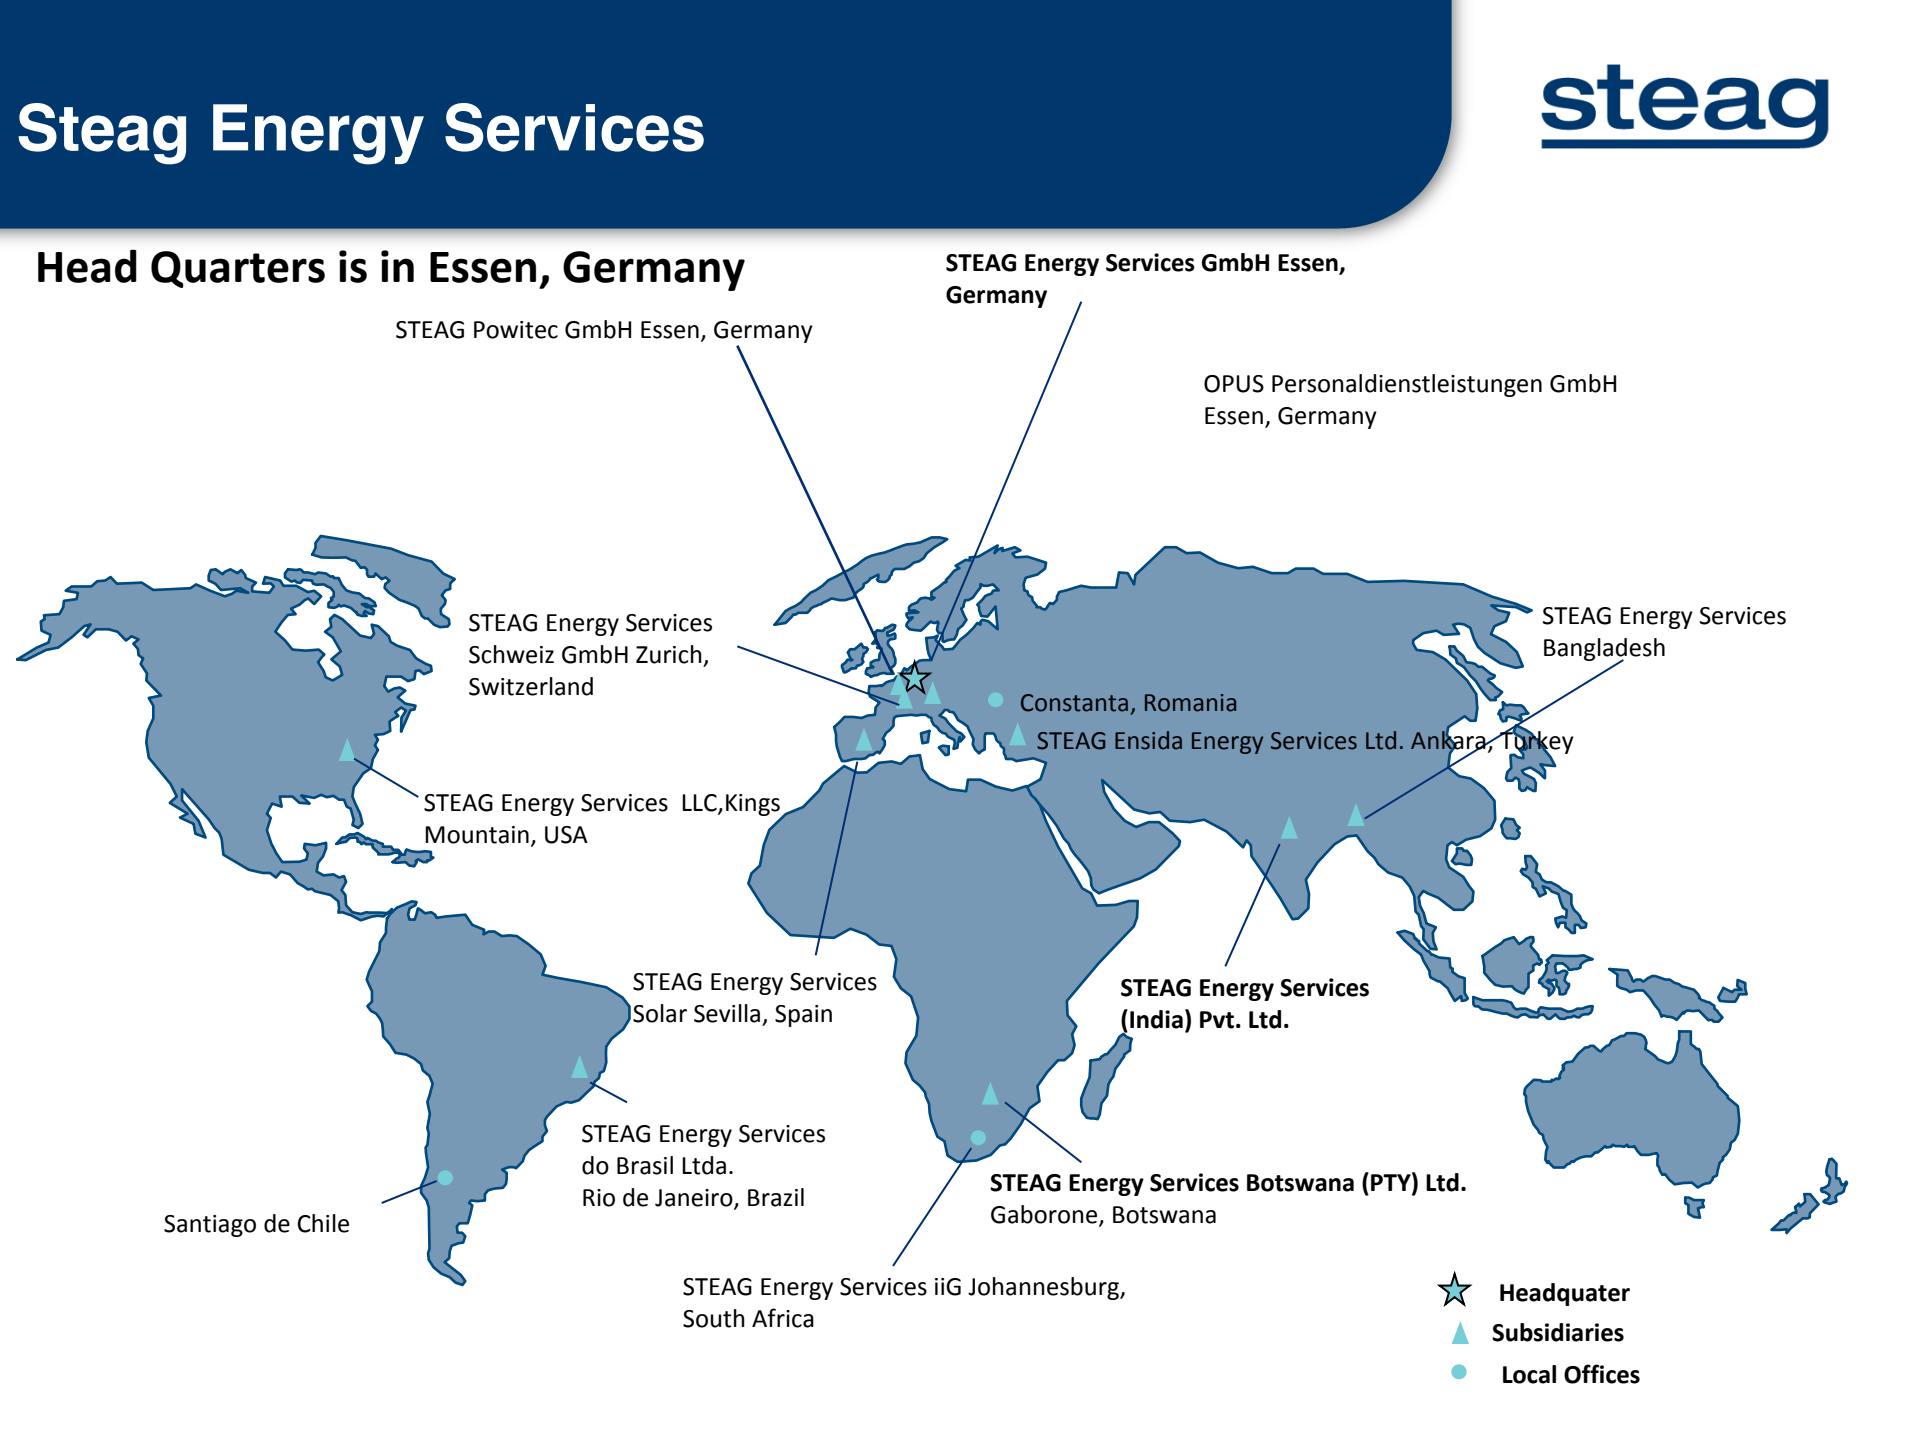 Steag Energy Services
steag
Head Quarters is in Essen, Germany
STEAG Energy Services GmbH Essen,
Germany
STEAG Powitec GmbH Essen, Germany
OPUS Personaldienstleistungen GmbH
Essen, Germany
STEAG Energy Services
Schweiz GmbH Zurich,
Switzerland
STEAG Energy Services
Bangladesh
Constanta, Romania
STEAG Ensida Energy Services Ltd. Ankara, Turkey
STEAG Energy Services  LLC,Kings
Mountain, USA
STEAG Energy Services
Solar Sevilla, Spain
STEAG Energy Services
(India) Pvt. Ltd.
STEAG Energy Services
do Brasil Ltda.
Rio de Janeiro, Brazil
STEAG Energy Services Botswana (PTY) Ltd.
Gaborone, Botswana
Santiago de Chile
STEAG Energy Services iiG Johannesburg,
South Africa
Headquater
Subsidiaries
Local Offices